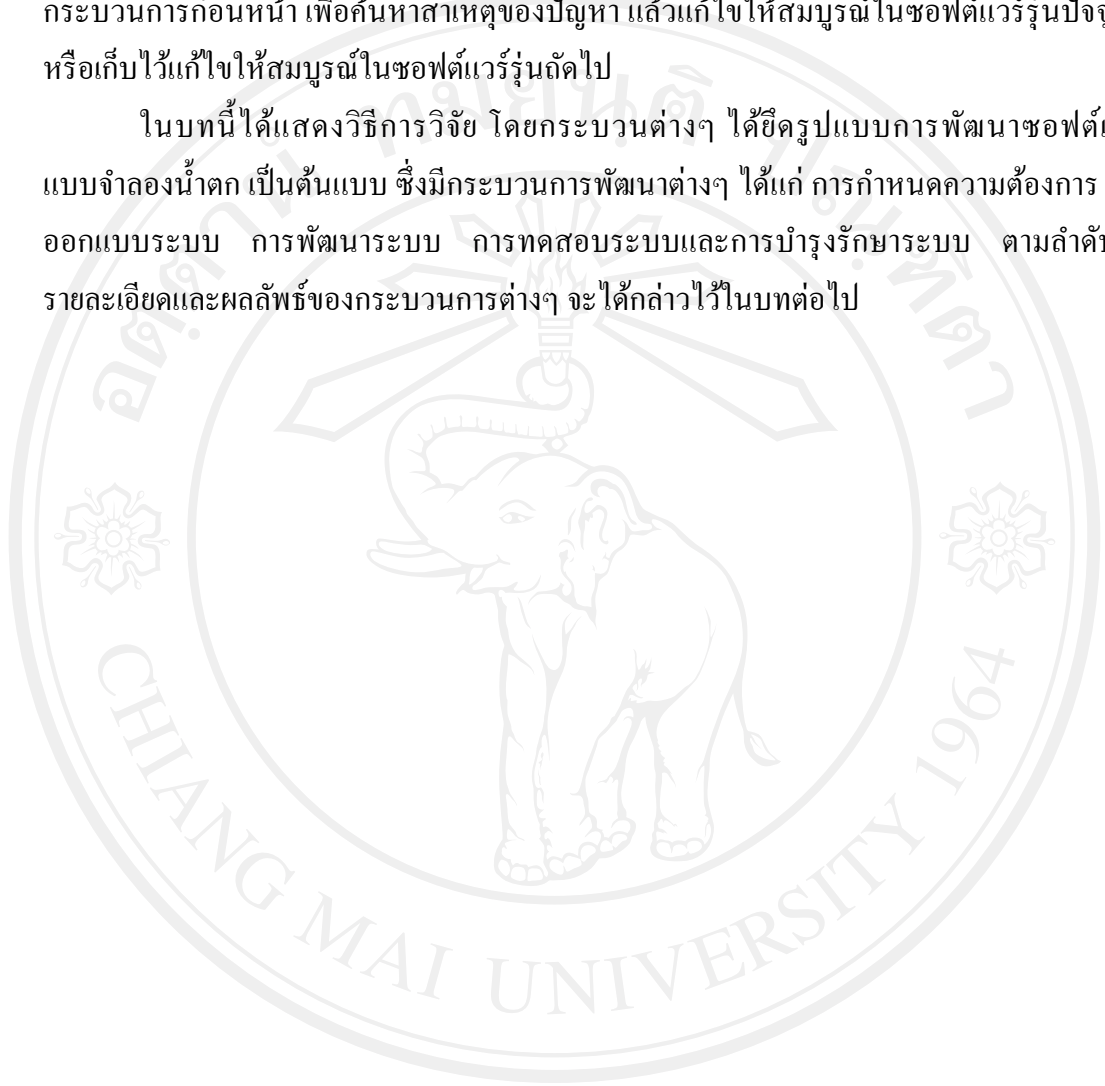 กระบวนการก่อนหน้า เพื่อค้นหาสาเหตุของปัญหา แล้วแก้ไขให้สมบูรณ์ในซอฟต์แวร์รุ่น
หรือเก็บไว้แก้ไขให้สมบูรณ์ในซอฟต์แวร์รุ่นถัดไป
ในบทนี้ได้แสดงวิธีการวิจัย โดยกระบวนต่างๆ ได้ยึดรูปแบบการพัฒนา
แบบจำลองน้ำตก เป็นต้นแบบ ซึ่งมีกระบวนการพัฒนาต่างๆ ได้แก่ การกำหนดความต้องการ
ออกแบบระบบ การพัฒนาระบบ การทดสอบระบบและการบำรุงรักษาระบบ
รายละเอียดและผลลัพธ์ของกระบวนการต่างๆ จะได้กล่าวไว้ในบทต่อไป
อตฺตานํ ทมยนฺติ ปณฺฑิตา
CHIANG MAI UNIVERSITY 1964